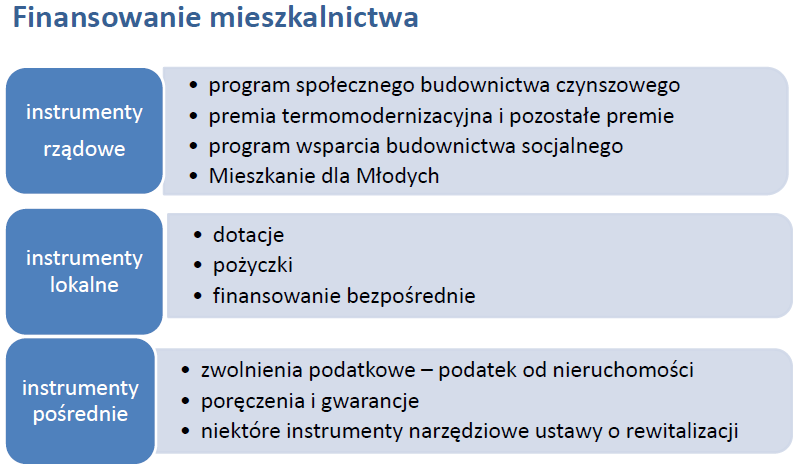 Finansowanie mieszkalnictwa
instrumenty
rządowe
• program społecznego budownictwa czynszowego
• premia termomodernizacyjna i pozostałe premie
• program wsparcia budownictwa socjalnego
• Mieszkanie dla Młodych
instrumenty
lokalne
• dotacje
• pożyczki
• finansowanie bezpośrednie
instrumenty
pośrednie
• zwolnienia podatkowe – podatek od nieruchomości
• poręczenia i gwarancje
• niektóre instrumenty narzędziowe ustawy o rewitalizacji